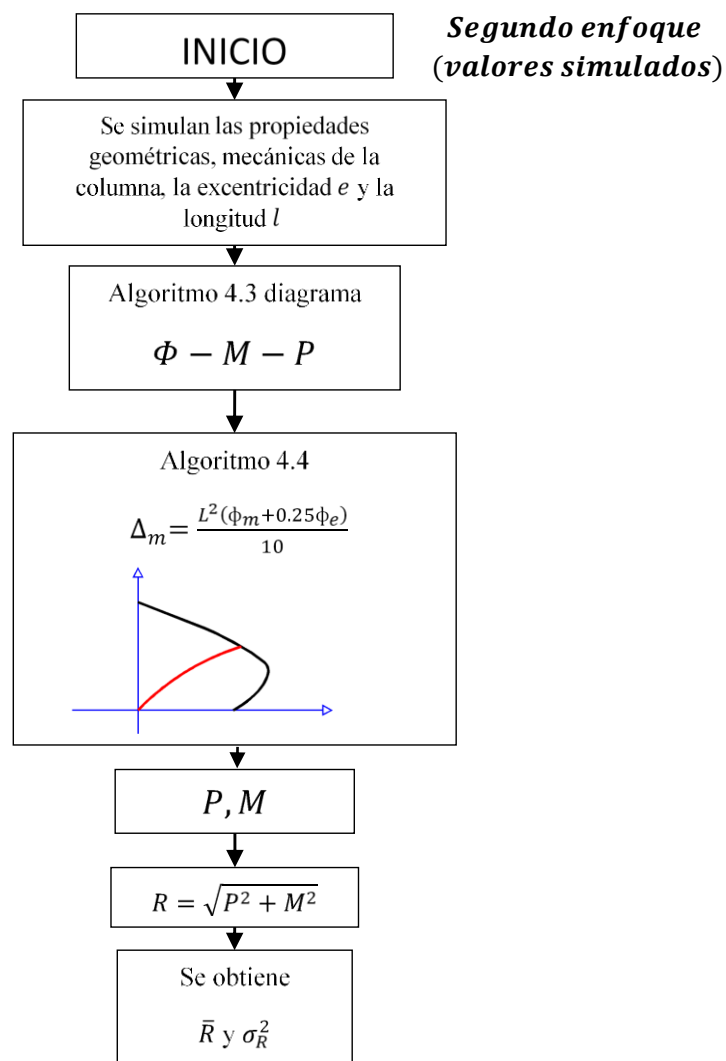 INICIO
Segundo enfoque
(valores simulados)
Se simulan las propiedades
geométricas, mecánicas de la
columna, la excentricidad e y la
longitud l
Algoritmo 4.3 diagrama
Φ − M − P
Algoritmo 4.4
Δₘ= L²(ϕₘ+0.25ϕₑ)/10
P, M
R = √(P² + M²)
Se obtiene
R̄ y σ_R²